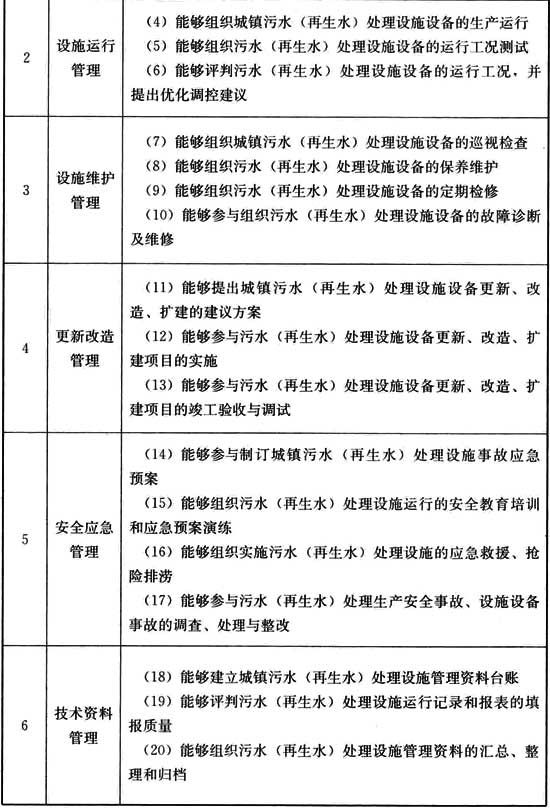 2
设施运行
管理
（4）能够组织城镇污水（再生水）处理设施设备的生产运行
（5）能够组织污水（再生水）处理设施设备的运行工况测试
（6）能够评判污水（再生水）处理设施设备的运行工况，并
提出优化调控建议
3
设施维护
管理
（7）能够组织城镇污水（再生水）处理设施设备的巡视检查
（8）能够组织污水（再生水）处理设施设备的保养维护
（9）能够组织污水（再生水）处理设施设备的定期检修
（10）能够参与组织污水（再生水）处理设施设备的故障诊断
及维修
4
更新改造
管理
（11）能够提出城镇污水（再生水）处理设施设备更新、改
造、扩建的建议方案
（12）能够参与污水（再生水）处理设施设备更新、改造、扩
建项目的实施
（13）能够参与污水（再生水）处理设施设备更新、改造、扩
建项目的竣工验收与调试
5
安全应急
管理
（14）能够参与制订城镇污水（再生水）处理设施事故应急
预案
（15）能够组织污水（再生水）处理设施运行的安全教育培训
和应急预案演练
（16）能够组织实施污水（再生水）处理设施的应急救援、抢
险排涝
（17）能够参与污水（再生水）处理生产安全事故、设施设备
事故的调查、处理与整改
6
技术资料
管理
（18）能够建立城镇污水（再生水）处理设施管理资料台账
（19）能够评判污水（再生水）处理设施运行记录和报表的填
报质量
（20）能够组织污水（再生水）处理设施管理资料的汇总、整
理和归档